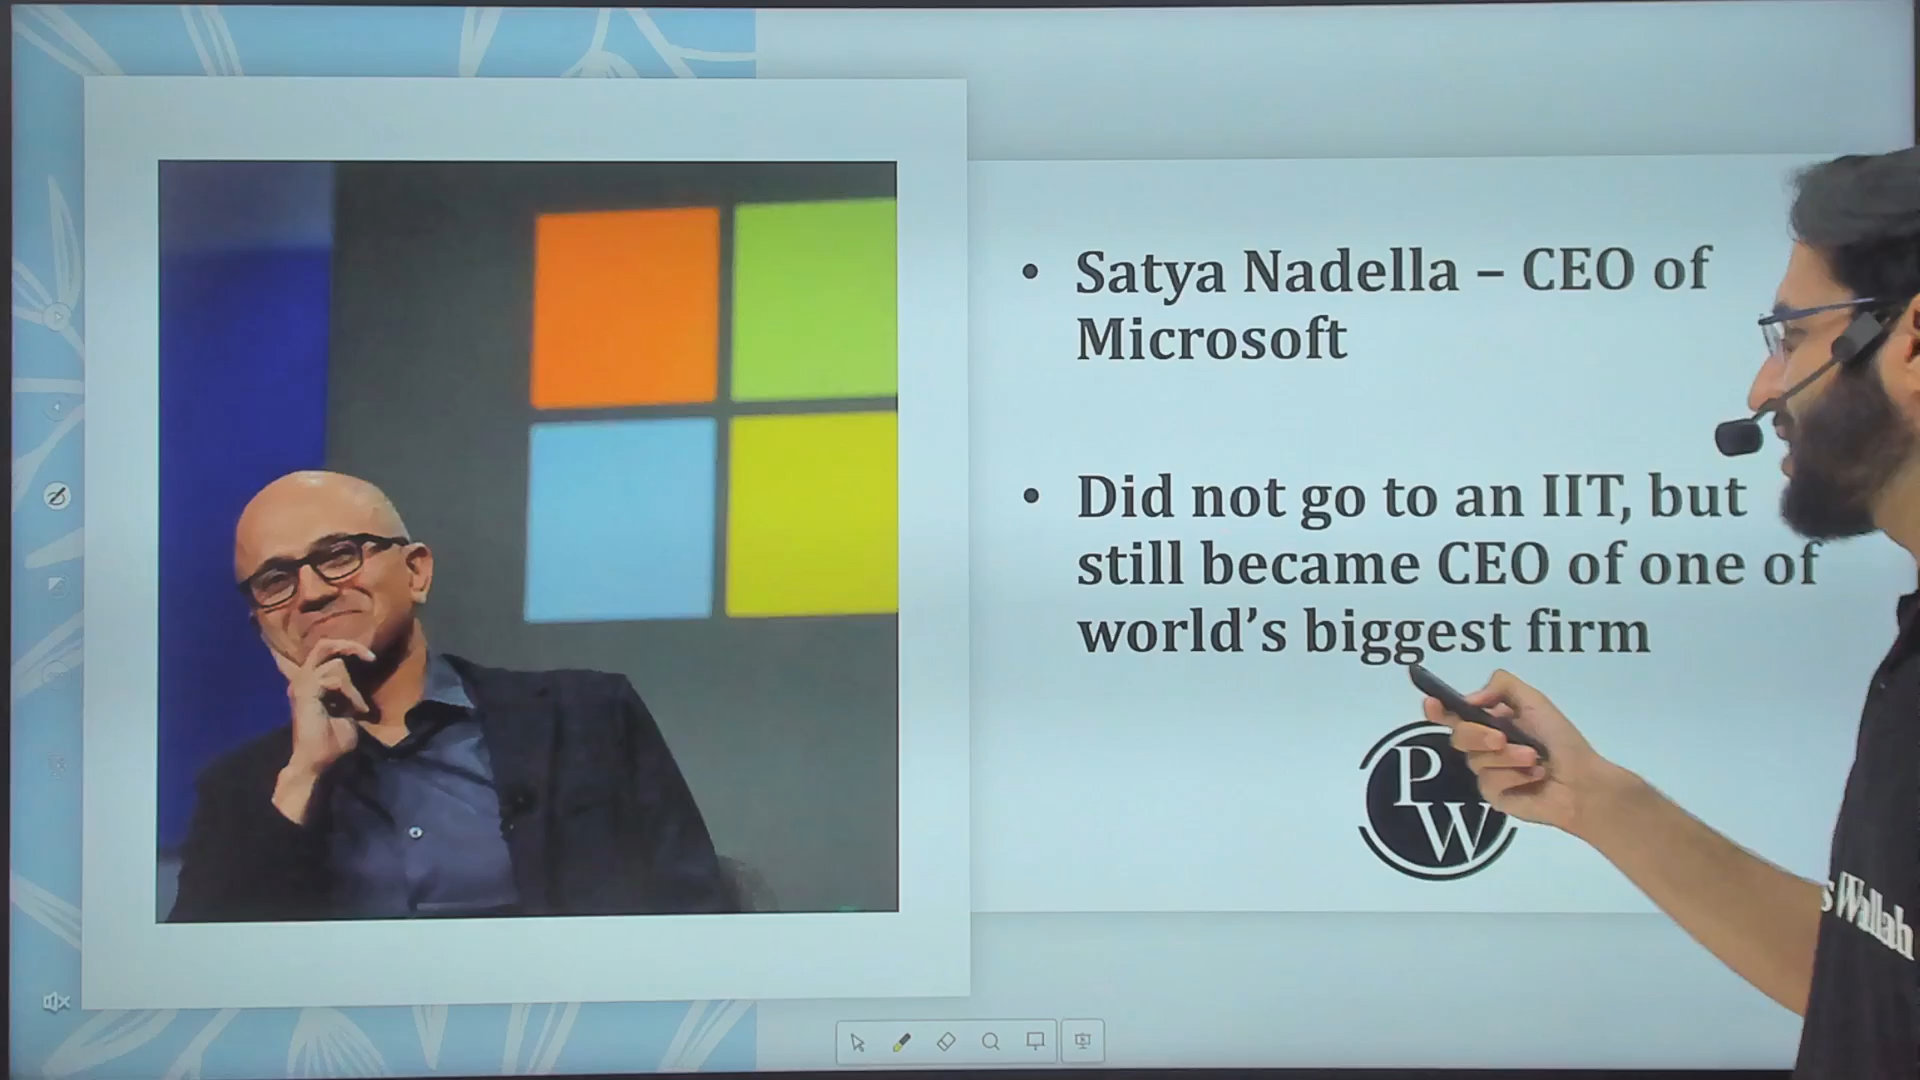 • Satya Nadella – CEO of
Microsoft
• Did not go to an IIT, but
still became CEO of one of
world's biggest firm
PW
s Wallah